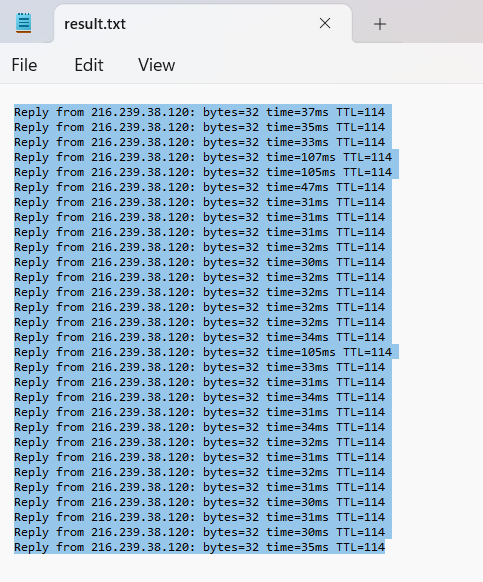 result.txt
File Edit View
Reply from 216.239.38.120: bytes=32 time=37ms TTL=114
Reply from 216.239.38.120: bytes=32 time=35ms TTL=114
Reply from 216.239.38.120: bytes=32 time=33ms TTL=114
Reply from 216.239.38.120: bytes=32 time=107ms TTL=114
Reply from 216.239.38.120: bytes=32 time=105ms TTL=114
Reply from 216.239.38.120: bytes=32 time=47ms TTL=114
Reply from 216.239.38.120: bytes=32 time=31ms TTL=114
Reply from 216.239.38.120: bytes=32 time=31ms TTL=114
Reply from 216.239.38.120: bytes=32 time=31ms TTL=114
Reply from 216.239.38.120: bytes=32 time=32ms TTL=114
Reply from 216.239.38.120: bytes=32 time=30ms TTL=114
Reply from 216.239.38.120: bytes=32 time=32ms TTL=114
Reply from 216.239.38.120: bytes=32 time=32ms TTL=114
Reply from 216.239.38.120: bytes=32 time=32ms TTL=114
Reply from 216.239.38.120: bytes=32 time=32ms TTL=114
Reply from 216.239.38.120: bytes=32 time=34ms TTL=114
Reply from 216.239.38.120: bytes=32 time=105ms TTL=114
Reply from 216.239.38.120: bytes=32 time=33ms TTL=114
Reply from 216.239.38.120: bytes=32 time=31ms TTL=114
Reply from 216.239.38.120: bytes=32 time=34ms TTL=114
Reply from 216.239.38.120: bytes=32 time=31ms TTL=114
Reply from 216.239.38.120: bytes=32 time=34ms TTL=114
Reply from 216.239.38.120: bytes=32 time=32ms TTL=114
Reply from 216.239.38.120: bytes=32 time=31ms TTL=114
Reply from 216.239.38.120: bytes=32 time=32ms TTL=114
Reply from 216.239.38.120: bytes=32 time=31ms TTL=114
Reply from 216.239.38.120: bytes=32 time=30ms TTL=114
Reply from 216.239.38.120: bytes=32 time=31ms TTL=114
Reply from 216.239.38.120: bytes=32 time=30ms TTL=114
Reply from 216.239.38.120: bytes=32 time=35ms TTL=114